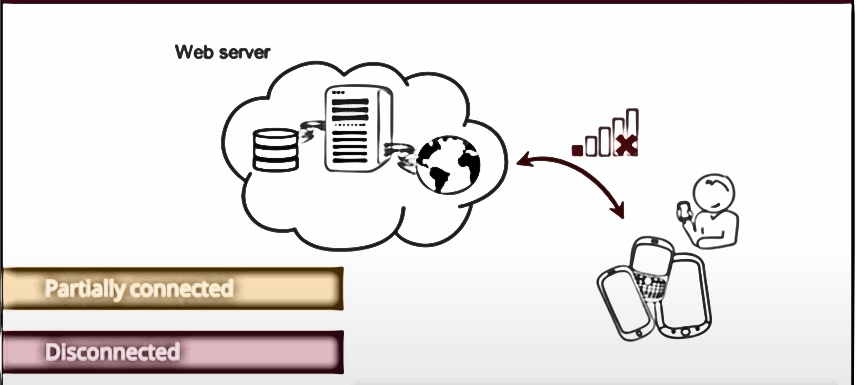 Web server
Partially connected
Disconnected